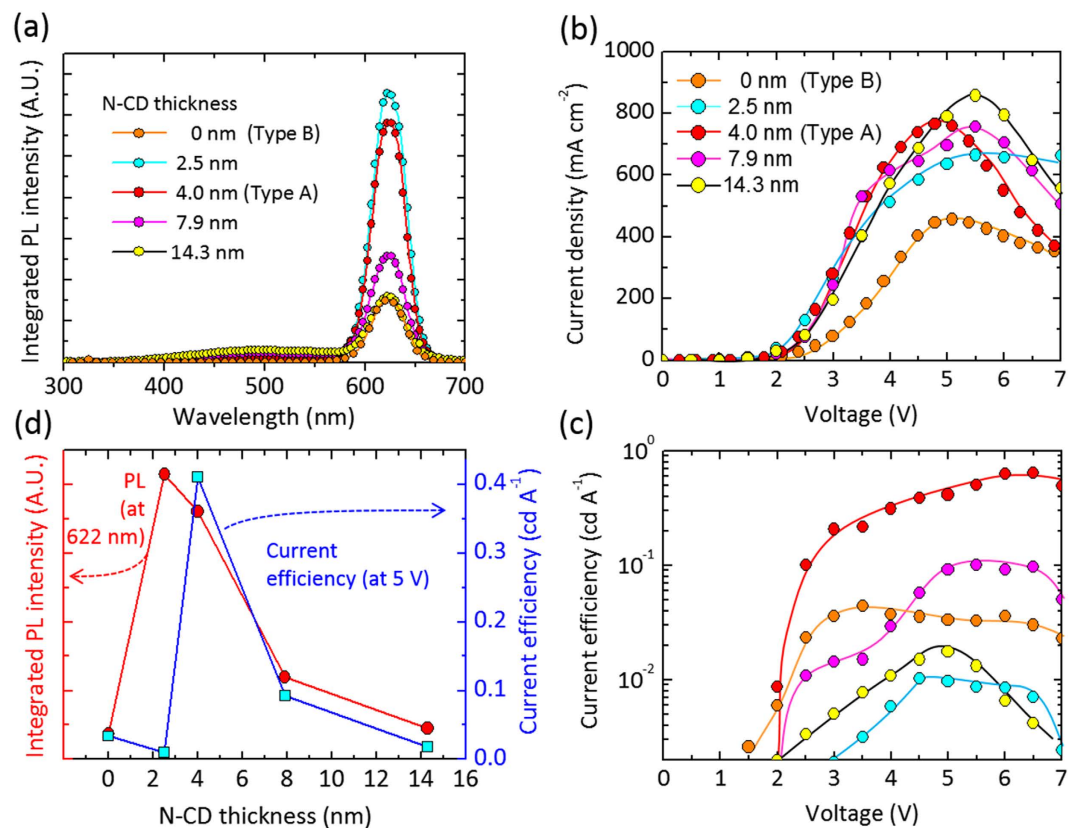 (a)
Integrated PL intensity (A.U.)
N-CD thickness
0 nm (Type B)
2.5 nm
4.0 nm (Type A)
7.9 nm
14.3 nm
300 400 500 600 700
Wavelength (nm)
(b)
Current density (mA cm⁻²)
1000
800
600
400
200
0
0 nm (Type B)
2.5 nm
4.0 nm (Type A)
7.9 nm
14.3 nm
0 1 2 3 4 5 6 7
Voltage (V)
(d)
Integrated PL intensity (A.U.)
PL
(at
622 nm)
Current
efficiency (at 5 V)
0.4
0.3
0.2
0.1
0.0
Current efficiency (cd A⁻¹)
0 2 4 6 8 10 12 14 16
N-CD thickness (nm)
(c)
Current efficiency (cd A⁻¹)
10⁰
10⁻¹
10⁻²
0 1 2 3 4 5 6 7
Voltage (V)